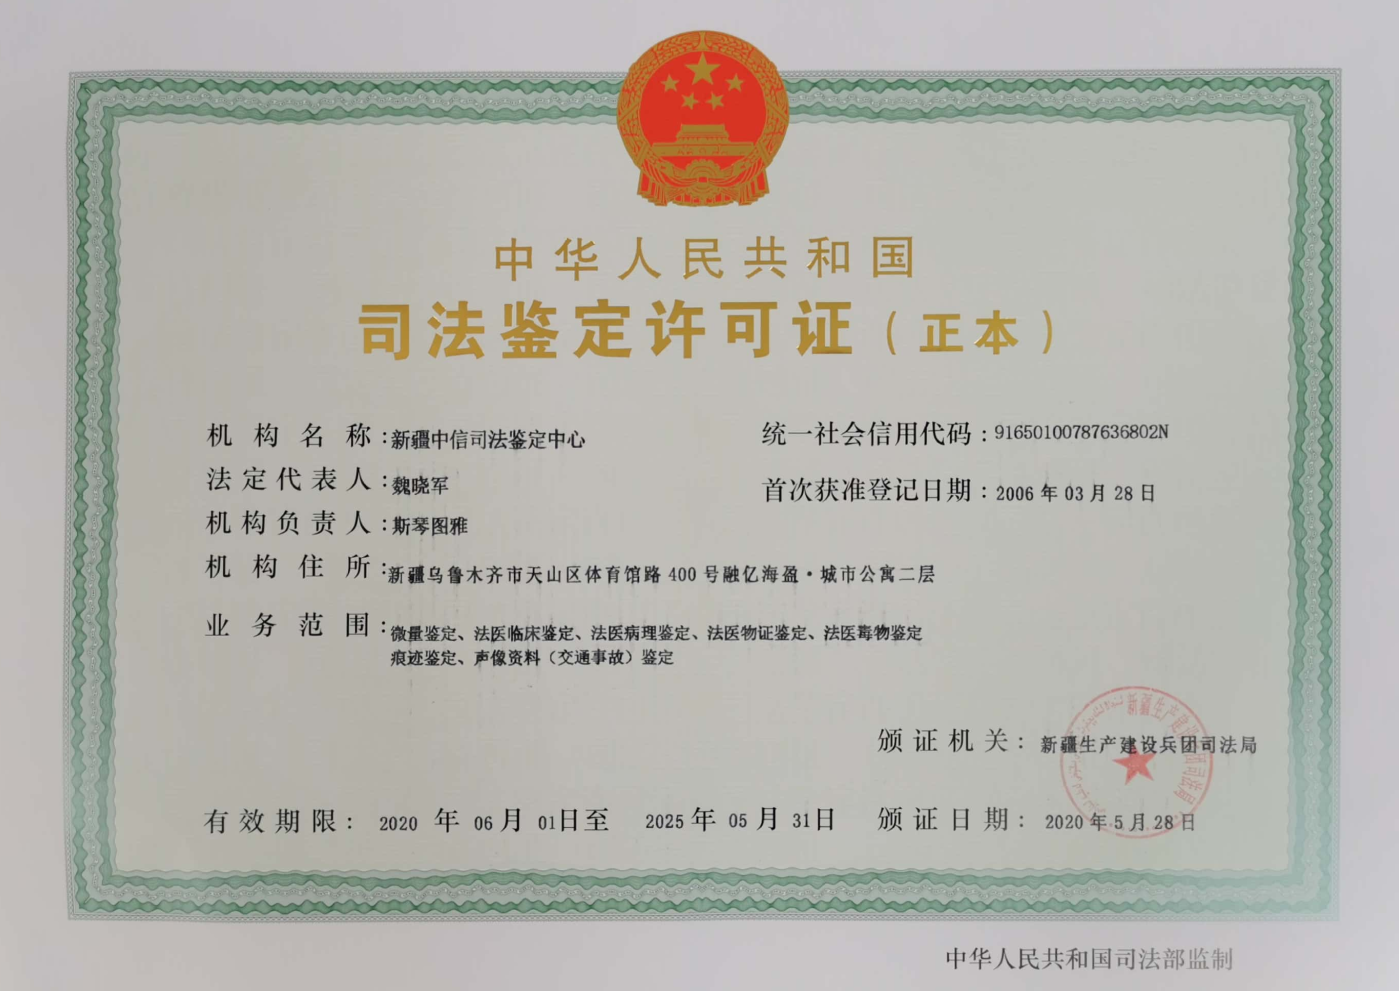 中华人民共和国
司法鉴定许可证（正本）
机构名称：新疆中信司法鉴定中心
统一社会信用代码：91650100787636802N
法定代表人：魏晓军
首次获准登记日期：2006年03月28日
机构负责人：斯琴图雅
机构住所：新疆乌鲁木齐市天山区体育馆路400号融亿海盈·城市公寓二层
业务范围：微量鉴定、法医临床鉴定、法医病理鉴定、法医物证鉴定、法医毒物鉴定
痕迹鉴定、声像资料（交通事故）鉴定
颁证机关：新疆生产建设兵团司法局
有效期限：2020年06月01日至2025年05月31日
颁证日期：2020年5月28日
中华人民共和国司法部监制